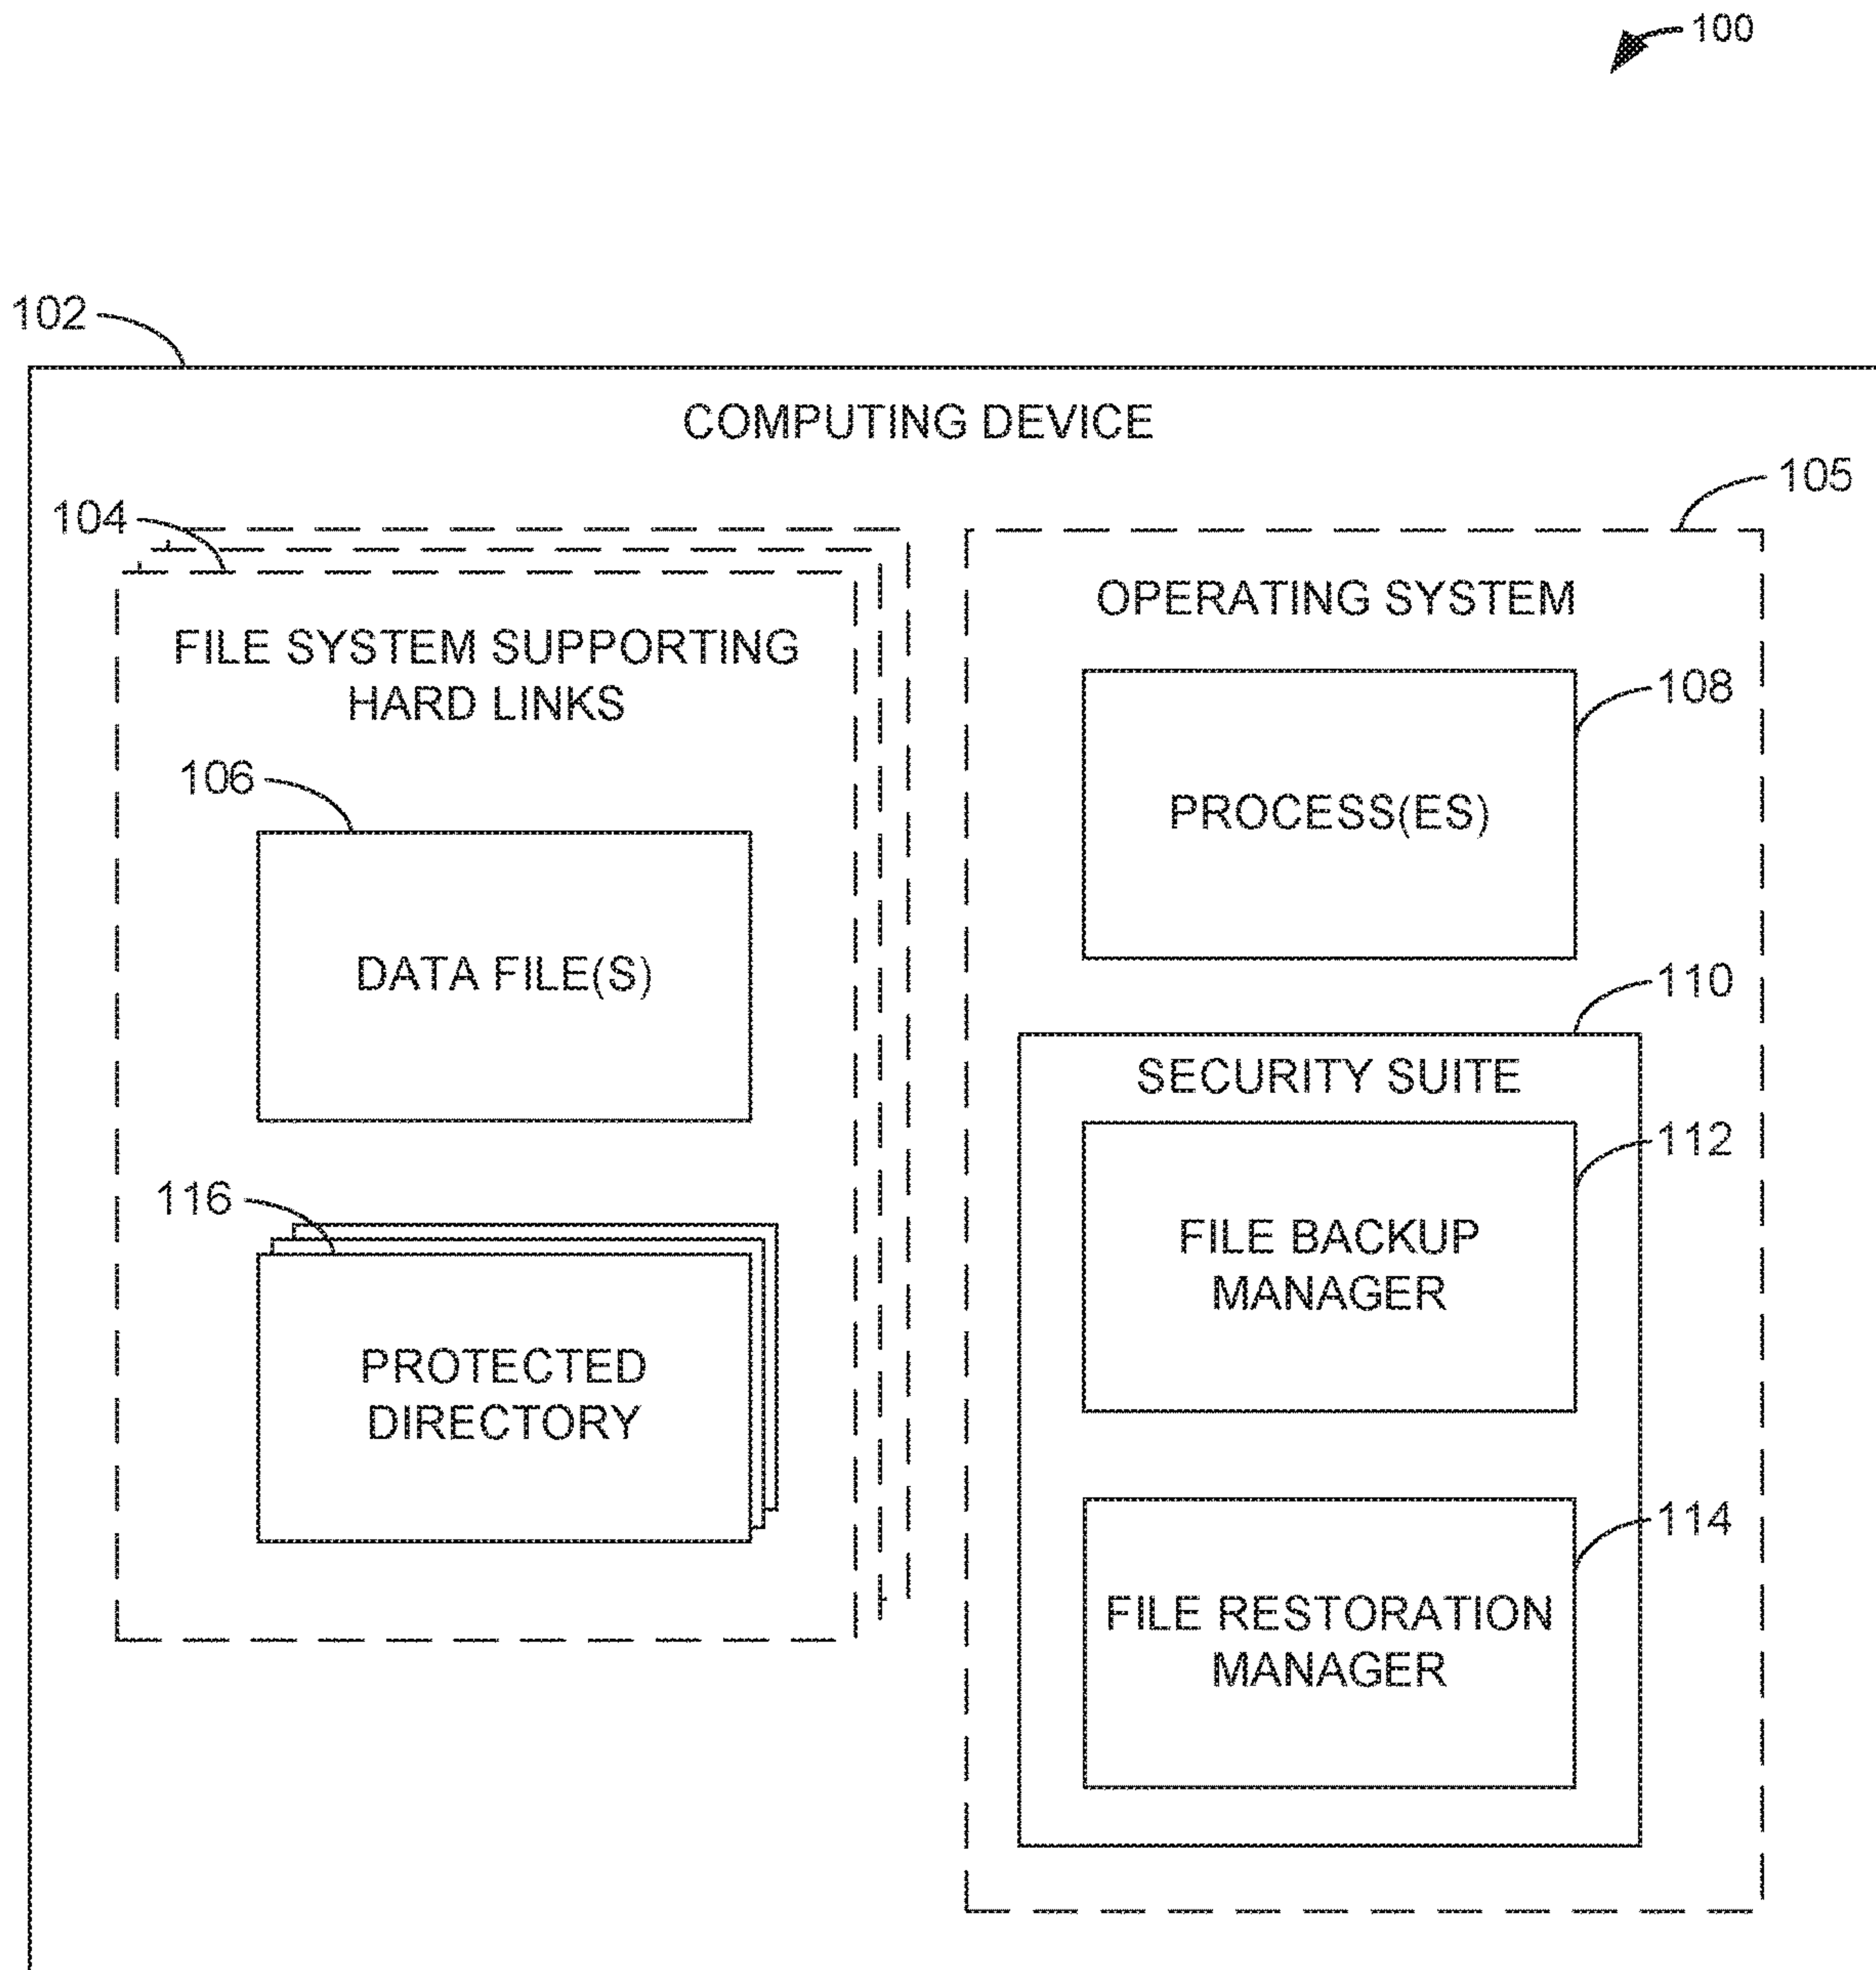 100
102
COMPUTING DEVICE
104
FILE SYSTEM SUPPORTING
HARD LINKS
106
DATA FILE(S)
116
PROTECTED
DIRECTORY
105
OPERATING SYSTEM
108
PROCESS(ES)
110
SECURITY SUITE
112
FILE BACKUP
MANAGER
114
FILE RESTORATION
MANAGER